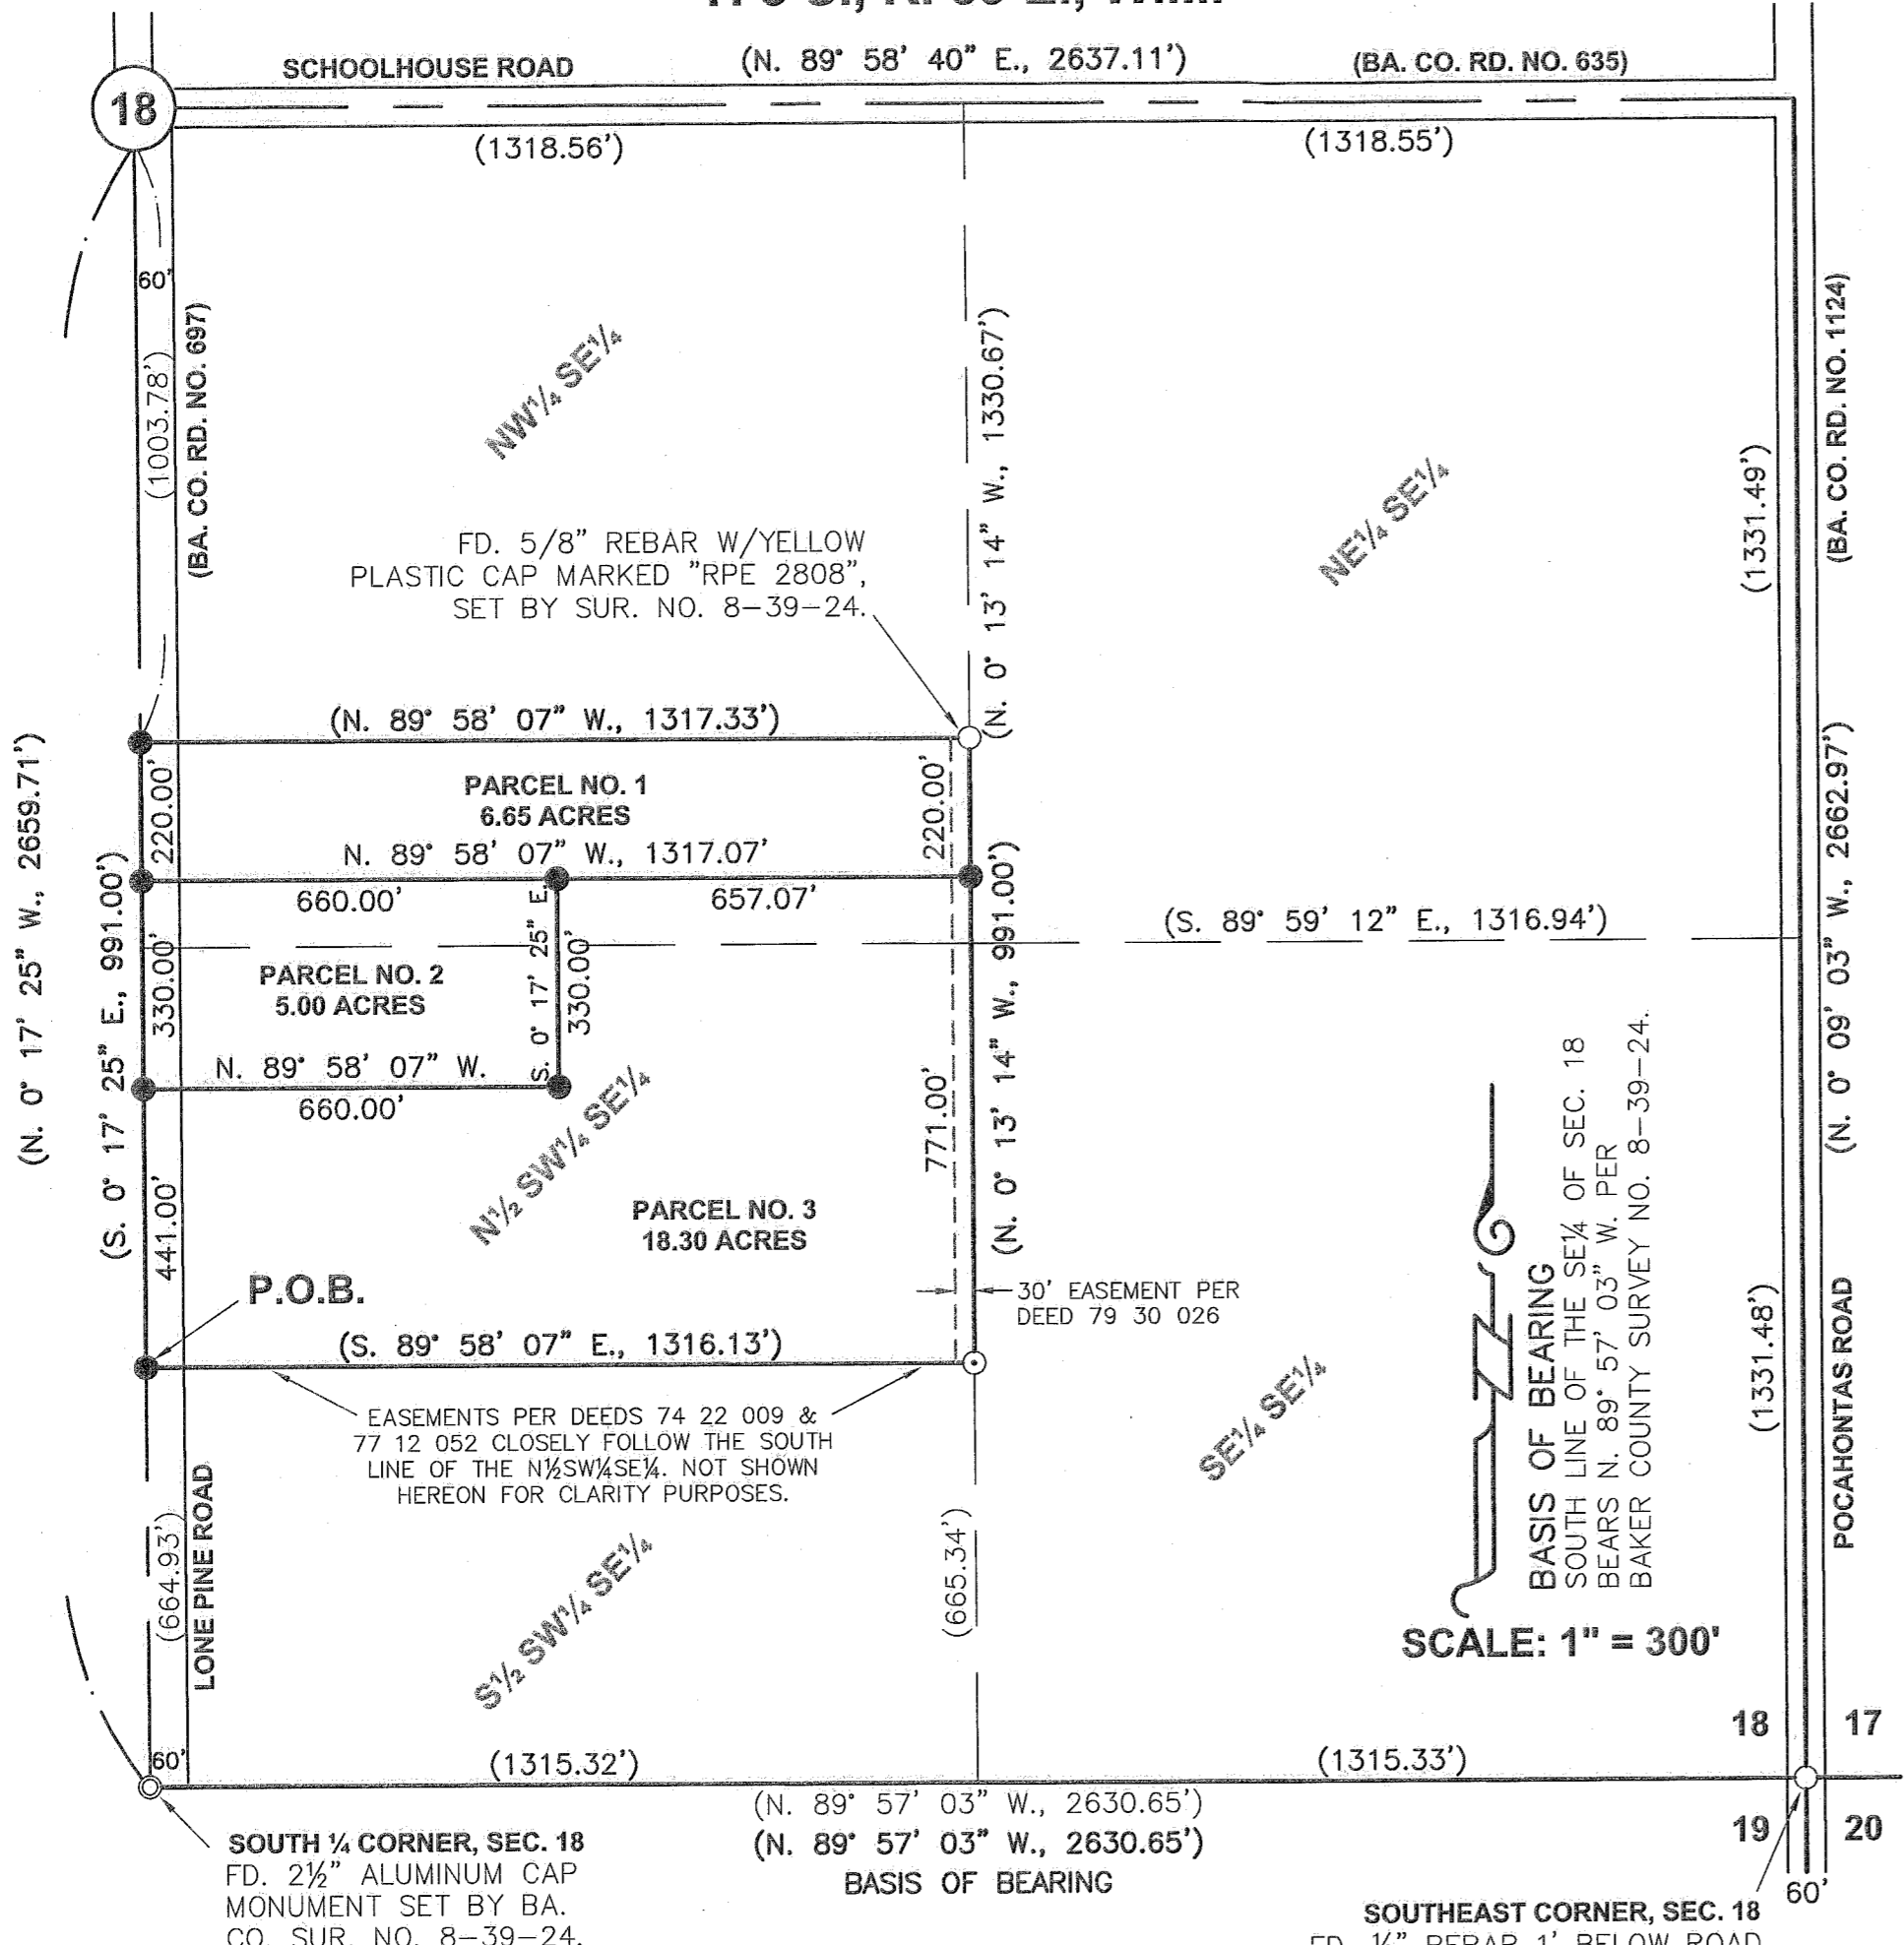 SCHOOLHOUSE ROAD
(N. 89° 58' 40" E., 2637.11')
(BA. CO. RD. NO. 635)
18
(1318.56')
(1318.55')
60'
(1003.78')
(BA. CO. RD. NO. 697)
NW¼ SE¼
(N. 0° 13' 14" W., 1330.67')
NE¼ SE¼
(1331.49')
(BA. CO. RD. NO. 1124)
FD. 5/8" REBAR W/YELLOW
PLASTIC CAP MARKED "RPE 2808",
SET BY SUR. NO. 8-39-24.
(N. 0° 17' 25" W., 2659.71')
(S. 0° 17' 25" E., 991.00')
(N. 89° 58' 07" W., 1317.33')
220.00'
PARCEL NO. 1
6.65 ACRES
220.00'
N. 89° 58' 07" W., 1317.07'
660.00'
657.07'
330.00'
PARCEL NO. 2
5.00 ACRES
S. 0° 17' 25" E.
330.00'
(S. 89° 59' 12" E., 1316.94')
(N. 0° 13' 14" W., 991.00')
(N. 0° 09' 03" W., 2662.97')
N. 89° 58' 07" W.
660.00'
771.00'
N½ SW¼ SE¼
441.00'
PARCEL NO. 3
18.30 ACRES
P.O.B.
30' EASEMENT PER
DEED 79 30 026
(S. 89° 58' 07" E., 1316.13')
EASEMENTS PER DEEDS 74 22 009 &
77 12 052 CLOSELY FOLLOW THE SOUTH
LINE OF THE N½SW¼SE¼. NOT SHOWN
HEREON FOR CLARITY PURPOSES.
SE¼ SE¼
N
BASIS OF BEARING
SOUTH LINE OF THE SE¼ OF SEC. 18
BEARS N. 89° 57' 03" W. PER
BAKER COUNTY SURVEY NO. 8-39-24.
(1331.48')
POCAHONTAS ROAD
(664.93')
LONE PINE ROAD
S½ SW¼ SE¼
(665.34')
SCALE: 1" = 300'
18 17
60'
(1315.32')
(1315.33')
(N. 89° 57' 03" W., 2630.65')
(N. 89° 57' 03" W., 2630.65')
BASIS OF BEARING
19 20
60'
SOUTH ¼ CORNER, SEC. 18
FD. 2½" ALUMINUM CAP
MONUMENT SET BY BA.
CO. SUR. NO. 8-39-24.
SOUTHEAST CORNER, SEC. 18
REBAR 1' BELOW ROAD